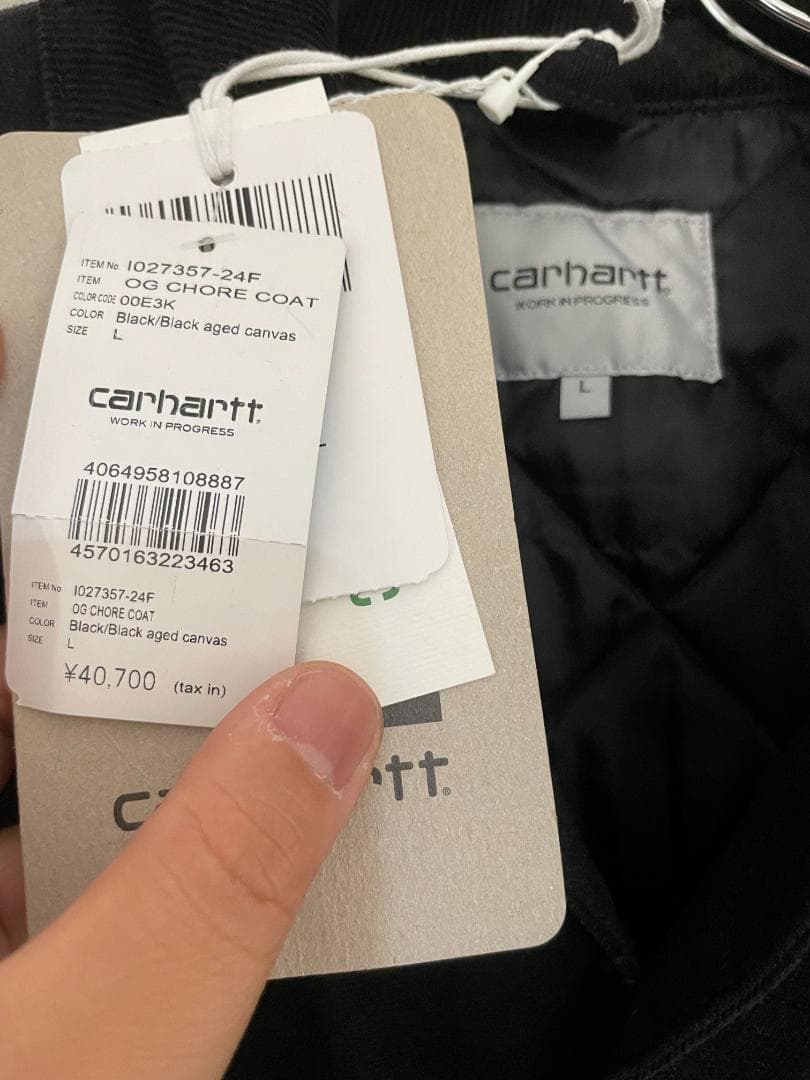 ITEM No. I027357-24F
ITEM OG CHORE COAT
COLOR CODE 00E3K
COLOR Black/Black aged canvas
SIZE L
carhartt
WORK IN PROGRESS
4064958108887
4570163223463
ITEM No I027357-24F
ITEM OG CHORE COAT
COLOR Black/Black aged canvas
SIZE L
¥40,700 (tax in)
carhartt
WORK IN PROGRESS
L